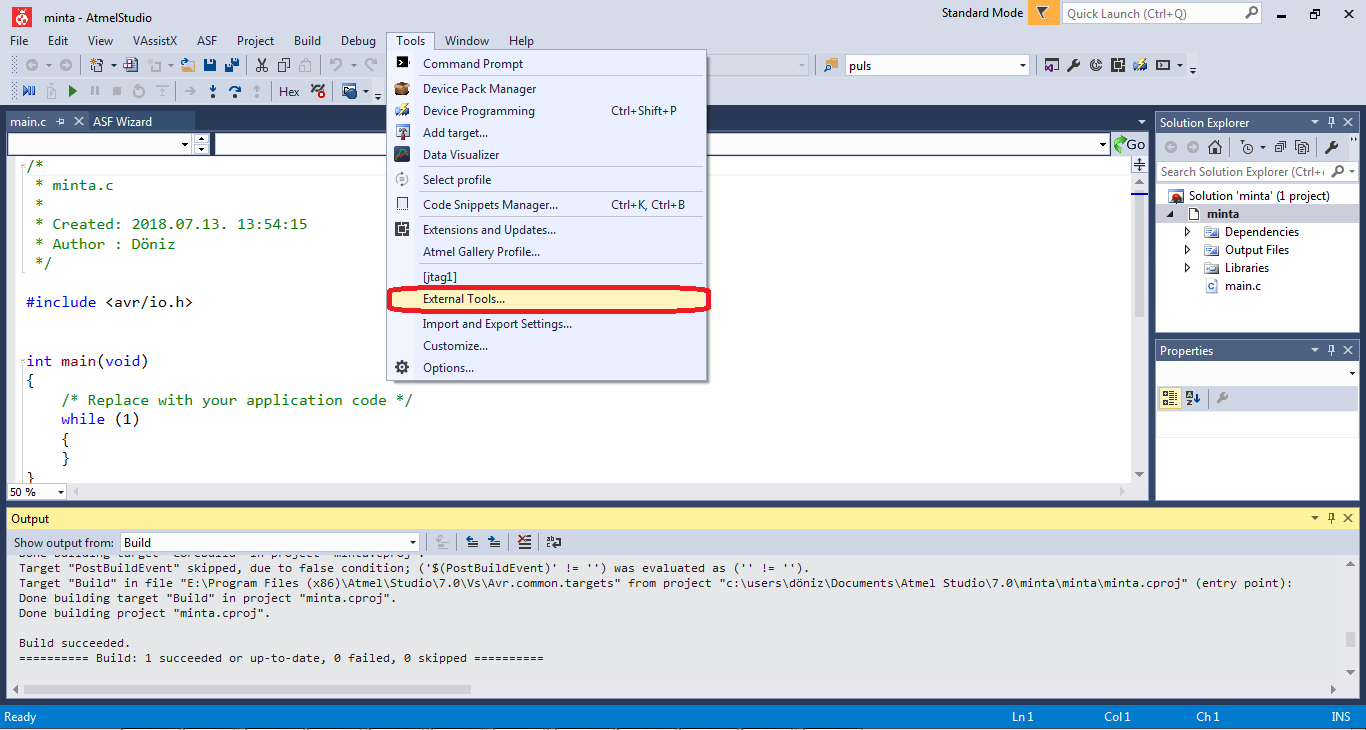 minta - AtmelStudio
Standard Mode
Quick Launch (Ctrl+Q)
File Edit View VAssistX ASF Project Build Debug Tools Window Help
puls
Hex
main.c
ASF Wizard
Go
/*
* minta.c
*
* Created: 2018.07.13. 13:54:15
* Author : Döniz
*/
#include <avr/io.h>
int main(void)
{
/* Replace with your application code */
while (1)
{
}
}
50 %
Command Prompt
Device Pack Manager
Device Programming Ctrl+Shift+P
Add target...
Data Visualizer
Select profile
Code Snippets Manager... Ctrl+K, Ctrl+B
Extensions and Updates...
Atmel Gallery Profile...
[jtag1]
External Tools...
Import and Export Settings...
Customize...
Options...
Solution Explorer
Search Solution Explorer (Ctrl+
Solution 'minta' (1 project)
minta
Dependencies
Output Files
Libraries
main.c
Properties
Output
Show output from: Build
Done building target "CoreBuild" in project "minta.cproj".
Target "PostBuildEvent" skipped, due to false condition; ('$(PostBuildEvent)' != '') was evaluated as ('' != '').
Target "Build" in file "E:\Program Files (x86)\Atmel\Studio\7.0\Vs\Avr.common.targets" from project "c:\users\döniz\Documents\Atmel Studio\7.0\minta\minta\minta.cproj" (entry point):
Done building target "Build" in project "minta.cproj".
Done building project "minta.cproj".
Build succeeded.
========== Build: 1 succeeded or up-to-date, 0 failed, 0 skipped ==========
Ready
Ln 1 Col 1 Ch 1 INS